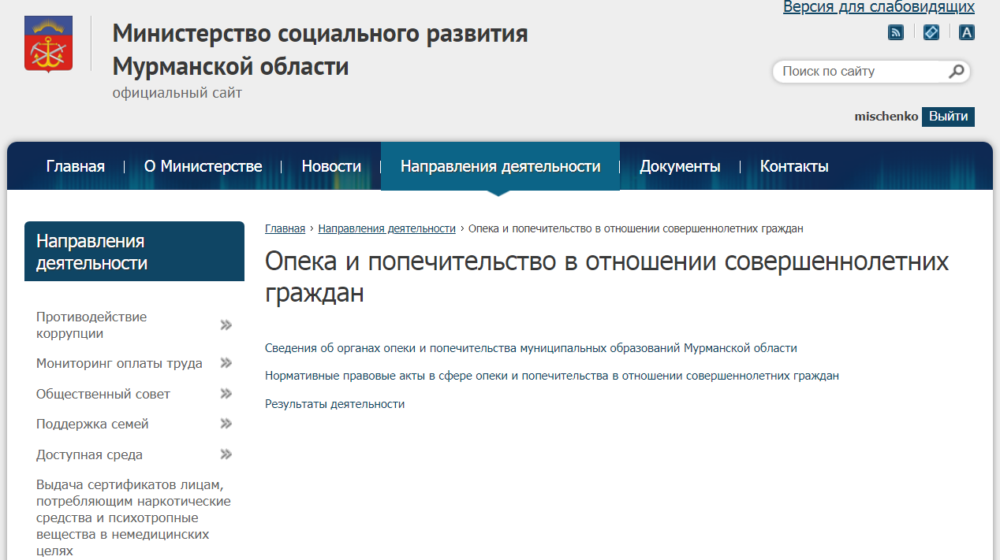 Версия для слабовидящих
Министерство социального развития
Мурманской области
официальный сайт
A
Поиск по сайту
mischenko Выйти
Главная О Министерстве Новости Направления деятельности Документы Контакты
Направления
деятельности
Противодействие
коррупции
Мониторинг оплаты труда
Общественный совет
Поддержка семей
Доступная среда
Выдача сертификатов лицам,
потребляющим наркотические
средства и психотропные
вещества в немедицинских
целях
Главная › Направления деятельности › Опека и попечительство в отношении совершеннолетних граждан
Опека и попечительство в отношении совершеннолетних
граждан
Сведения об органах опеки и попечительства муниципальных образований Мурманской области
Нормативные правовые акты в сфере опеки и попечительства в отношении совершеннолетних граждан
Результаты деятельности